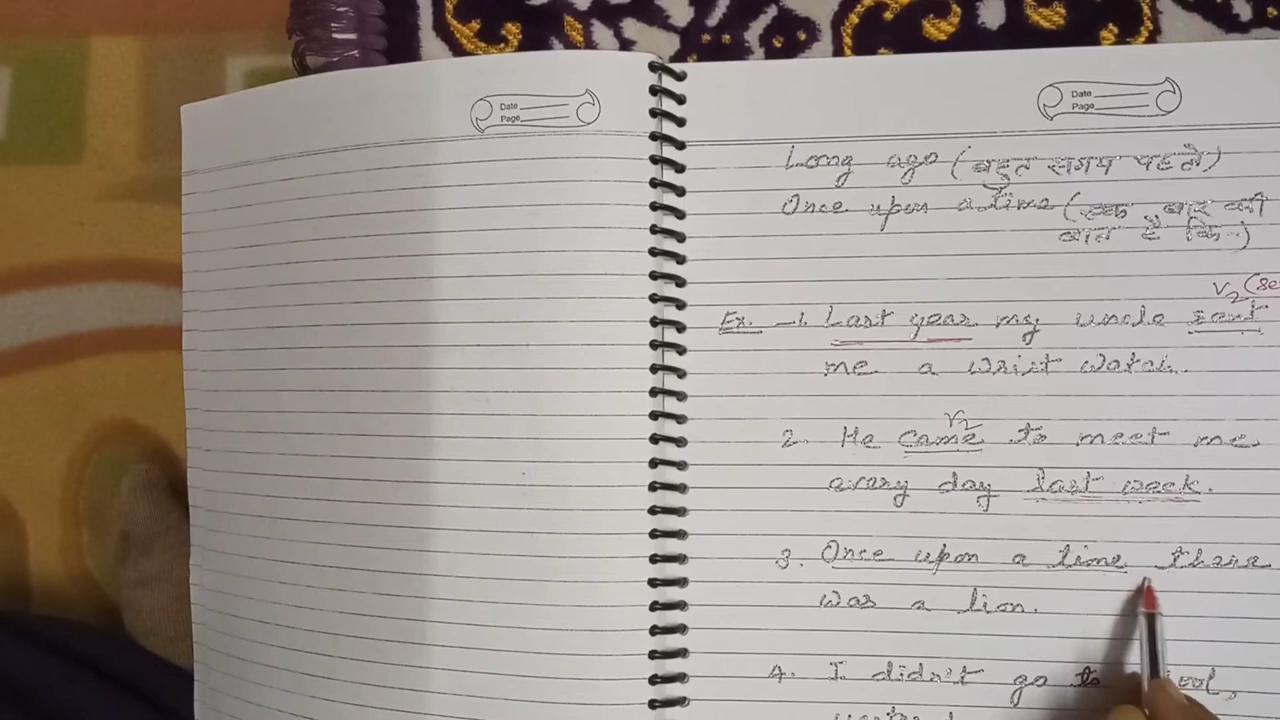 Date
Page
Date
Page
Long ago (बहुत समय पहले)
Once upon a time (एक बार की
बात है कि-)
V2 (se
Ex. -1. Last year my uncle sent
me a wrist watch.
V2
2. He came to meet me
every day last week.
3. Once upon a time there
was a lion.
4. I didn't go to